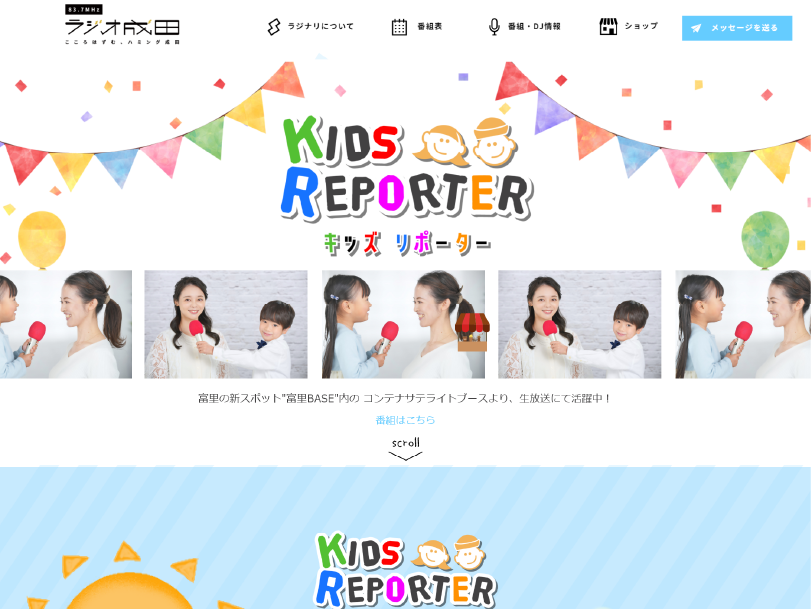 83.7MHz
ラジオ成田
こころはずむ。ハミング成田
ラジナリについて
番組表
番組・DJ情報
ショップ
メッセージを送る
KIDS
REPORTER
キッズ リポーター
富里の新スポット"富里BASE"内の コンテナサテライトブースより、生放送にて活躍中！
番組はこちら
scroll
KIDS
REPORTER